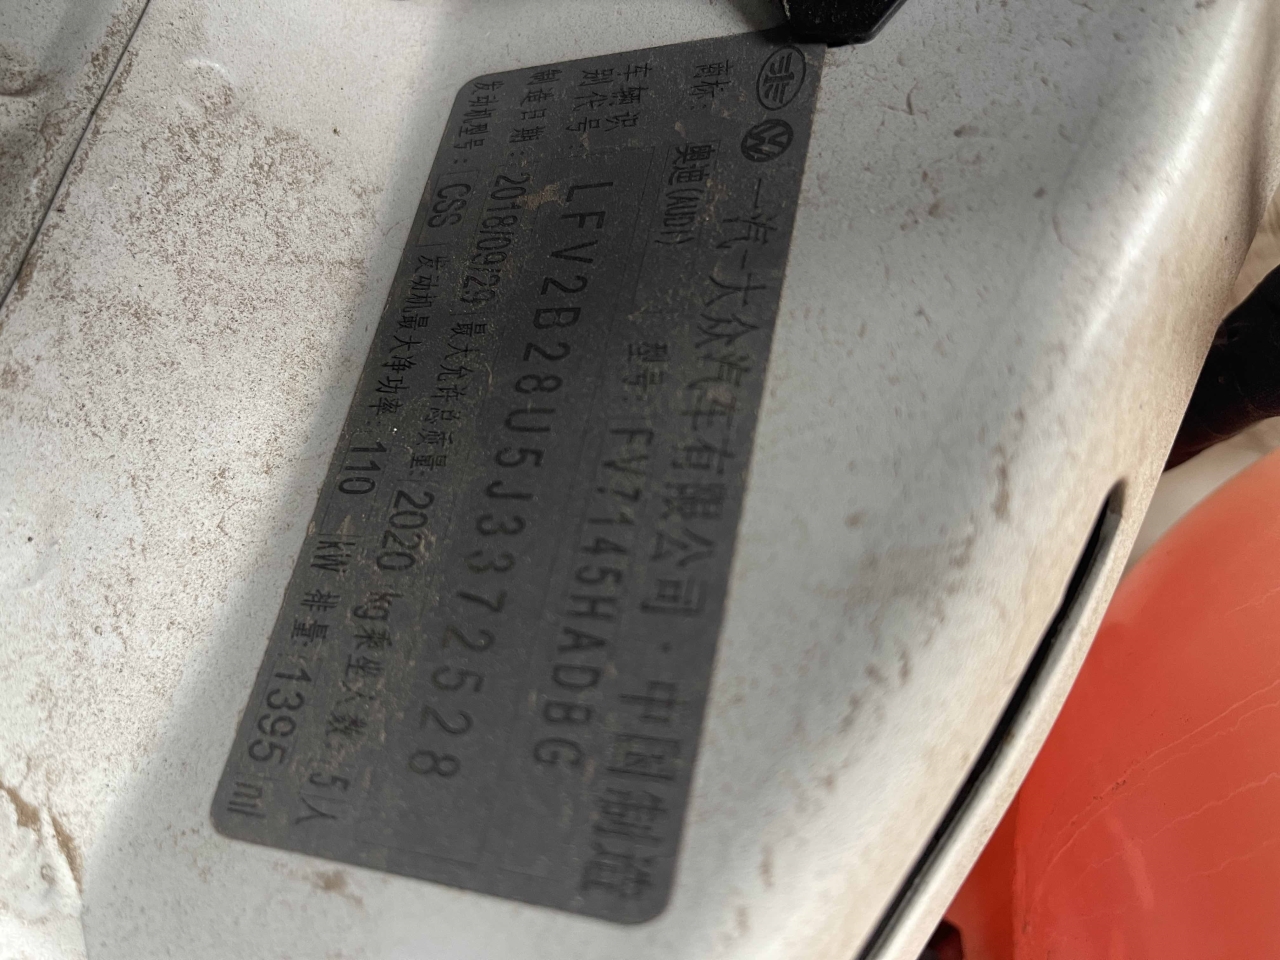 一汽-大众汽车有限公司·中国制造
商标: 奥迪(AUDI) 型号: FV7145HADBG
车辆识别代号: LFV2B28U5J3372528
制造日期: 2018/09/29 最大允许总质量: 2020 kg 乘坐人数: 5 人
发动机型号: CSS 发动机最大净功率: 110 kW 排量: 1395 ml